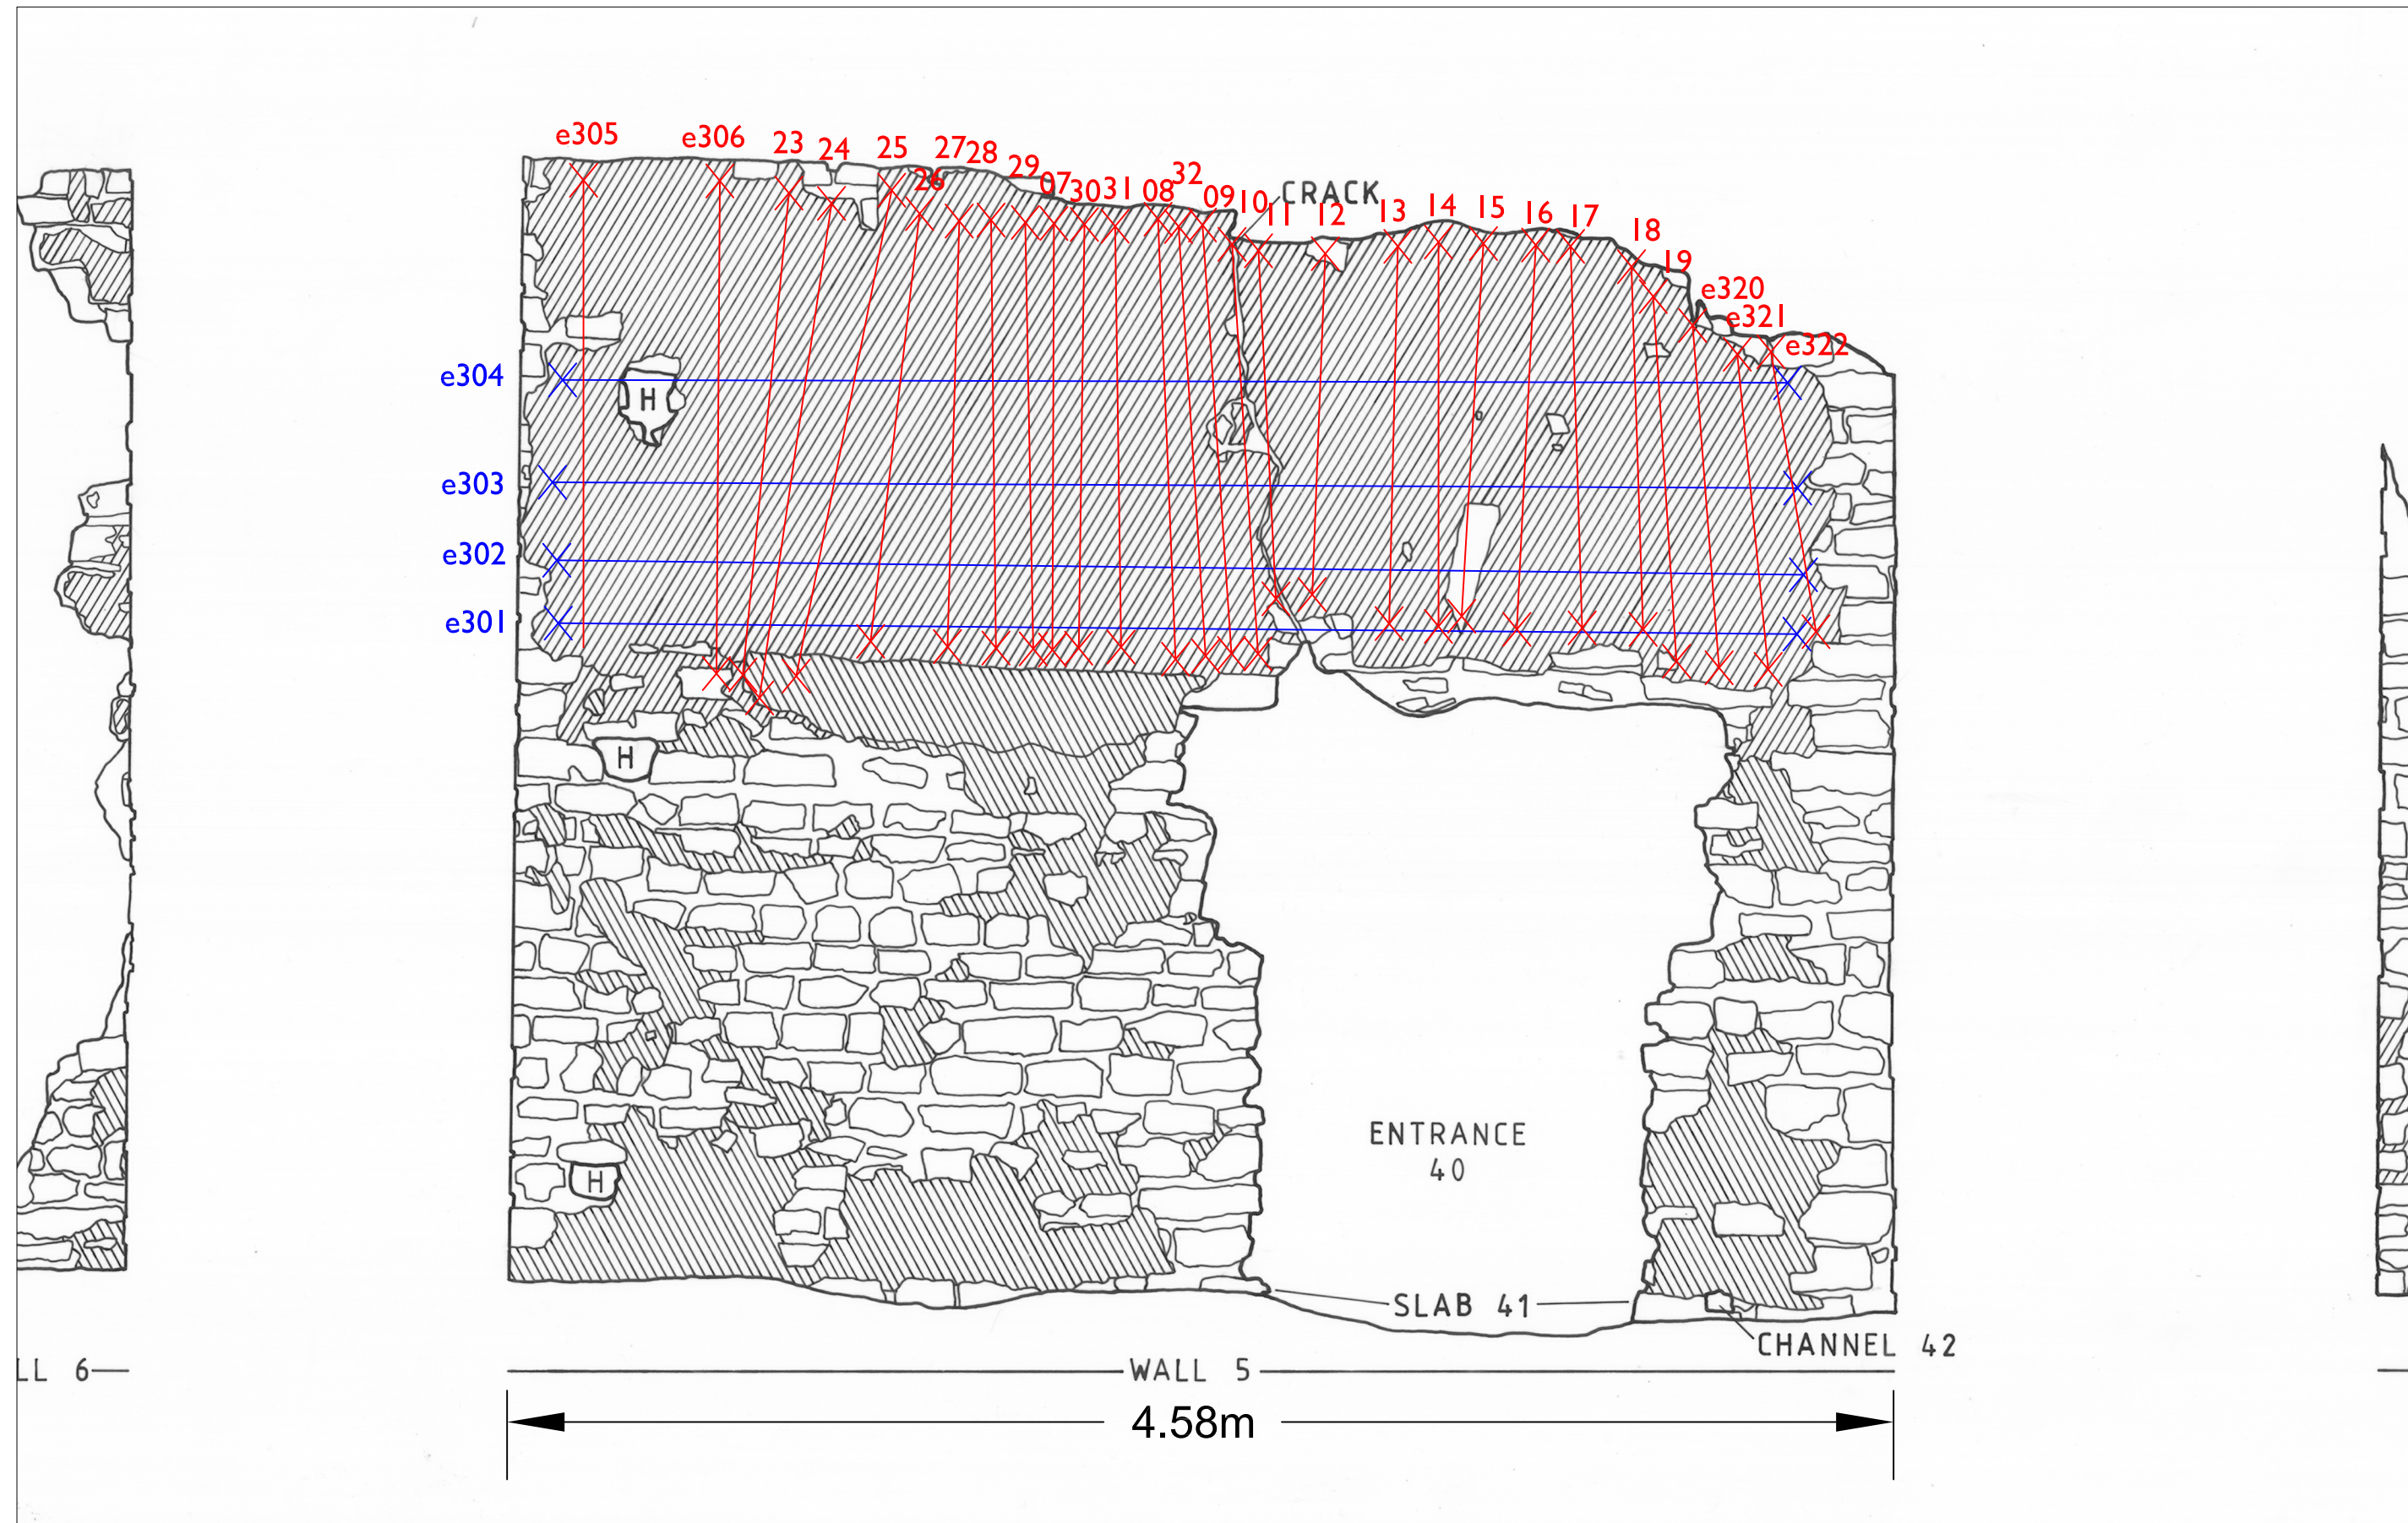 e305 e306 23 24 25 27 28 29 32
26 07 30 31 08 09 10 CRACK
11 12 13 14 15 16 17 18
19
e320
e321
e322
e304
H
e303
e302
e301
H
ENTRANCE
40
H
SLAB 41
CHANNEL 42
LL 6
WALL 5
4.58m